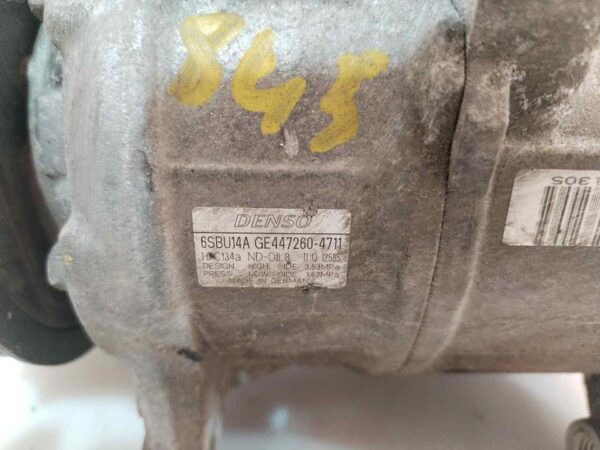 845
DENSO
6SBU14A GE447260-4711
HFC134a ND-OIL8
DESIGN HIGH SIDE 3.53MPa
PRESS. LOW SIDE 1.67MPa
MADE IN GERMANY
305